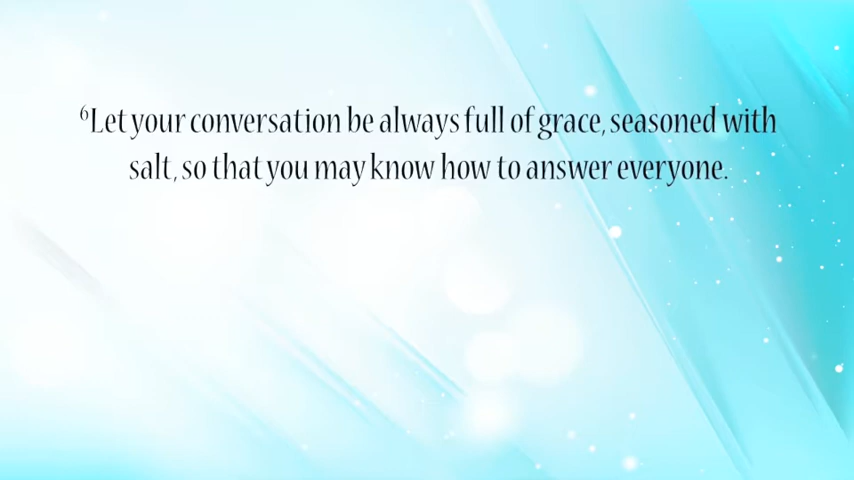 ⁶Let your conversation be always full of grace, seasoned with
salt, so that you may know how to answer everyone.